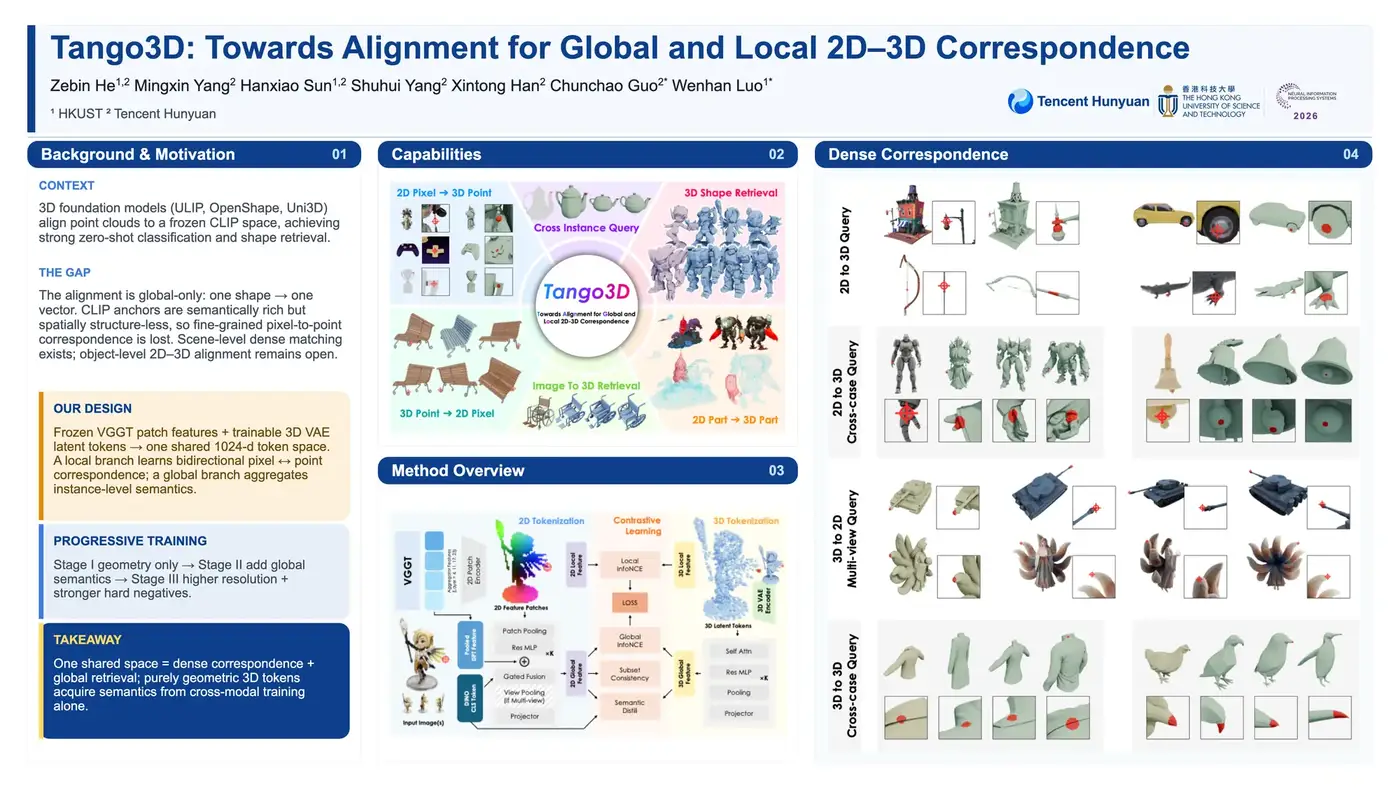 Tango3D: Towards Alignment for Global and Local 2D–3D Correspondence
Zebin He1,2 Mingxin Yang2 Hanxiao Sun1,2 Shuhui Yang2 Xintong Han2 Chunchao Guo2* Wenhan Luo1*
¹ HKUST ² Tencent Hunyuan
Tencent Hunyuan
香港科技大學
THE HONG KONG
UNIVERSITY OF SCIENCE
AND TECHNOLOGY
NEURAL INFORMATION
PROCESSING SYSTEMS
2026
Background & Motivation 01
CONTEXT
3D foundation models (ULIP, OpenShape, Uni3D)
align point clouds to a frozen CLIP space, achieving
strong zero-shot classification and shape retrieval.
THE GAP
The alignment is global-only: one shape → one
vector. CLIP anchors are semantically rich but
spatially structure-less, so fine-grained pixel-to-point
correspondence is lost. Scene-level dense matching
exists; object-level 2D–3D alignment remains open.
OUR DESIGN
Frozen VGGT patch features + trainable 3D VAE
latent tokens → one shared 1024-d token space.
A local branch learns bidirectional pixel ↔ point
correspondence; a global branch aggregates
instance-level semantics.
PROGRESSIVE TRAINING
Stage I geometry only → Stage II add global
semantics → Stage III higher resolution +
stronger hard negatives.
TAKEAWAY
One shared space = dense correspondence +
global retrieval; purely geometric 3D tokens
acquire semantics from cross-modal training
alone.
Capabilities 02
2D Pixel → 3D Point
Cross Instance Query
3D Shape Retrieval
Tango3D
Towards Alignment for Global and
Local 2D-3D Correspondence
3D Point → 2D Pixel
Image To 3D Retrieval
2D Part → 3D Part
Method Overview 03
2D Tokenization
Contrastive
Learning
3D Tokenization
VGGT
2D Patch
Encoder
2D Feature Patches
2D Local
Feature
Local
InfoNCE
LOSS
3D Local
Feature
3D VAE
Encoder
3D Latent Tokens
Patch Pooling
Res MLP
×K
Gated Fusion
View Pooling
(if Multi-view)
Projector
DINO
CLS Token
Input Image(s)
2D Global
Feature
Global
InfoNCE
Subset
Consistency
Semantic
Distill
3D Global
Feature
Self Attn
Res MLP
×K
Pooling
Projector
Dense Correspondence 04
2D to 3D Query
2D to 3D
Cross-case Query
3D to 2D
Multi-view Query
3D to 3D
Cross-case Query